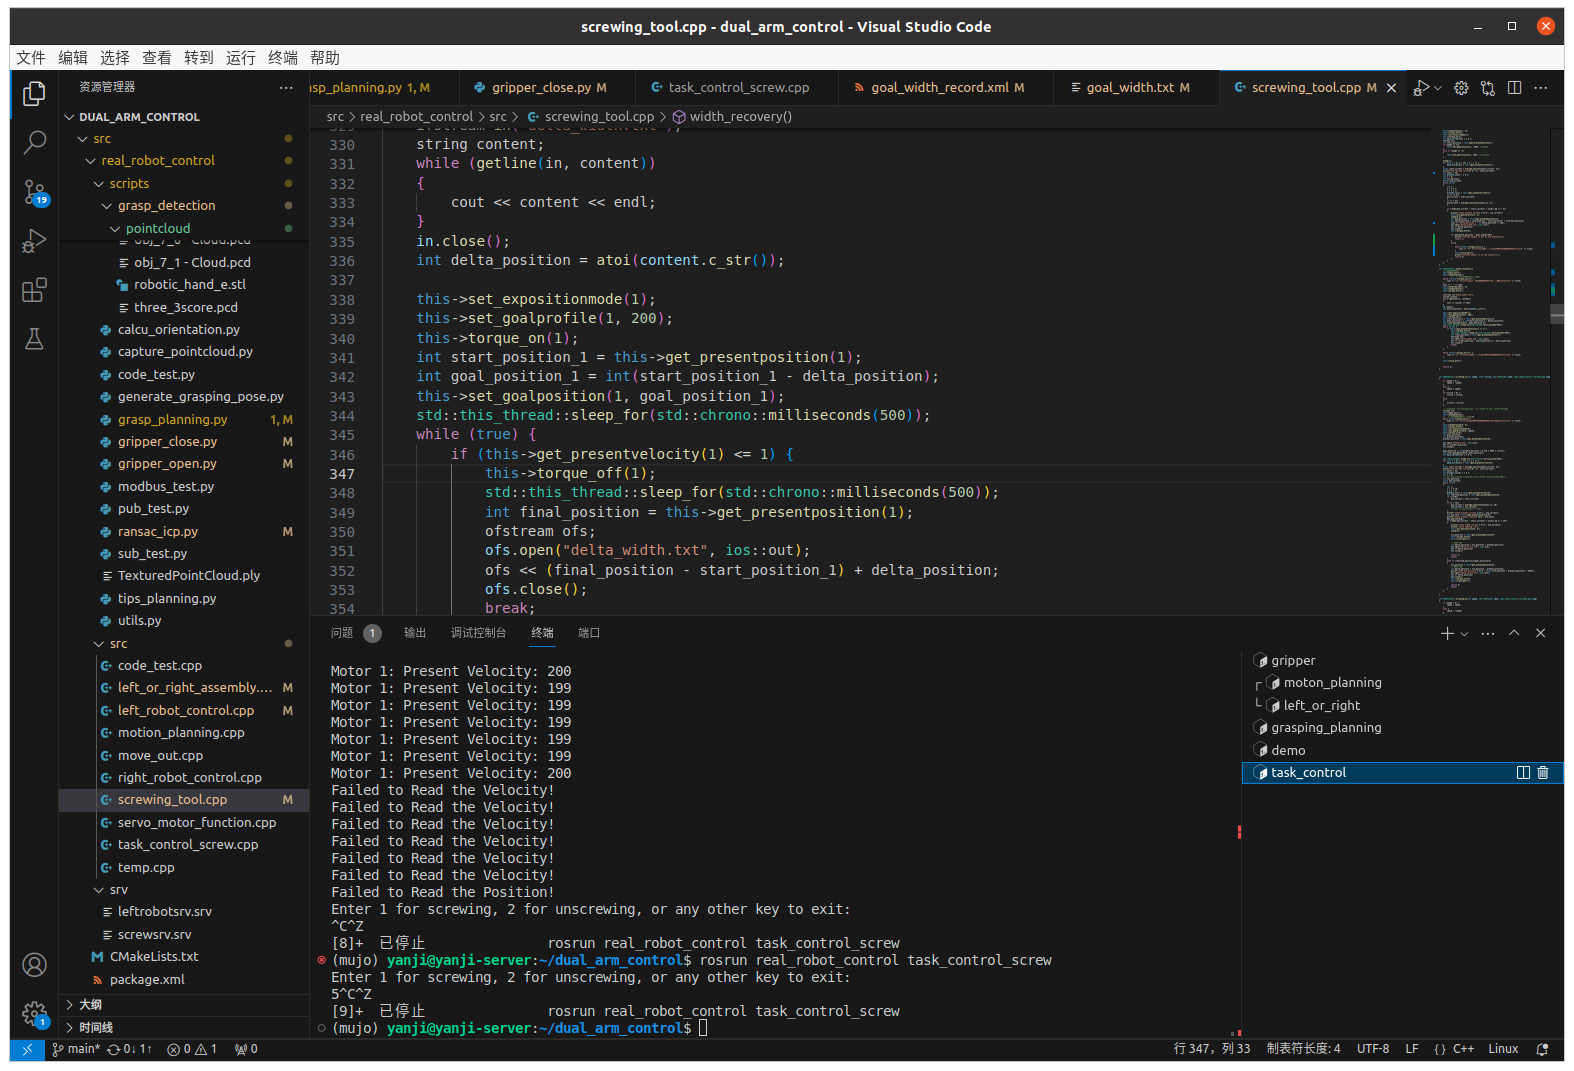 screwing_tool.cpp - dual_arm_control - Visual Studio Code
文件 编辑 选择 查看 转到 运行 终端 帮助
资源管理器
sp_planning.py 1, M
gripper_close.py M
task_control_screw.cpp
goal_width_record.xml M
goal_width.txt M
screwing_tool.cpp M
src > real_robot_control > src > screwing_tool.cpp > width_recovery()
DUAL_ARM_CONTROL
src
real_robot_control
scripts
grasp_detection
pointcloud
obj_7_0 - Cloud.pcd
obj_7_1 - Cloud.pcd
robotic_hand_e.stl
three_3score.pcd
calcu_orientation.py
capture_pointcloud.py
code_test.py
generate_grasping_pose.py
grasp_planning.py 1, M
gripper_close.py M
gripper_open.py M
modbus_test.py
pub_test.py
ransac_icp.py M
sub_test.py
TexturedPointCloud.ply
tips_planning.py
utils.py
src
code_test.cpp
left_or_right_assembly.... M
left_robot_control.cpp M
motion_planning.cpp
move_out.cpp
right_robot_control.cpp
screwing_tool.cpp M
servo_motor_function.cpp
task_control_screw.cpp
temp.cpp
srv
leftrobotsrv.srv
screwsrv.srv
CMakeLists.txt
package.xml
大纲
时间线
19
1
329 ifstream in("delta_width.txt");
330 string content;
331 while (getline(in, content))
332 {
333 cout << content << endl;
334 }
335 in.close();
336 int delta_position = atoi(content.c_str());
337
338 this->set_expositionmode(1);
339 this->set_goalprofile(1, 200);
340 this->torque_on(1);
341 int start_position_1 = this->get_presentposition(1);
342 int goal_position_1 = int(start_position_1 - delta_position);
343 this->set_goalposition(1, goal_position_1);
344 std::this_thread::sleep_for(std::chrono::milliseconds(500));
345 while (true) {
346 if (this->get_presentvelocity(1) <= 1) {
347 this->torque_off(1);
348 std::this_thread::sleep_for(std::chrono::milliseconds(500));
349 int final_position = this->get_presentposition(1);
350 ofstream ofs;
351 ofs.open("delta_width.txt", ios::out);
352 ofs << (final_position - start_position_1) + delta_position;
353 ofs.close();
354 break;
问题 1 输出 调试控制台 终端 端口
Motor 1: Present Velocity: 200
Motor 1: Present Velocity: 199
Motor 1: Present Velocity: 199
Motor 1: Present Velocity: 199
Motor 1: Present Velocity: 199
Motor 1: Present Velocity: 199
Motor 1: Present Velocity: 200
Failed to Read the Velocity!
Failed to Read the Velocity!
Failed to Read the Velocity!
Failed to Read the Velocity!
Failed to Read the Velocity!
Failed to Read the Velocity!
Failed to Read the Position!
Enter 1 for screwing, 2 for unscrewing, or any other key to exit:
^C^Z
[8]+ 已停止 rosrun real_robot_control task_control_screw
(mujo) yanji@yanji-server:~/dual_arm_control$ rosrun real_robot_control task_control_screw
Enter 1 for screwing, 2 for unscrewing, or any other key to exit:
5^C^Z
[9]+ 已停止 rosrun real_robot_control task_control_screw
(mujo) yanji@yanji-server:~/dual_arm_control$
gripper
moton_planning
left_or_right
grasping_planning
demo
task_control
main* 0↓ 1↑ 0 1 0
行 347, 列 33 制表符长度: 4 UTF-8 LF {} C++ Linux